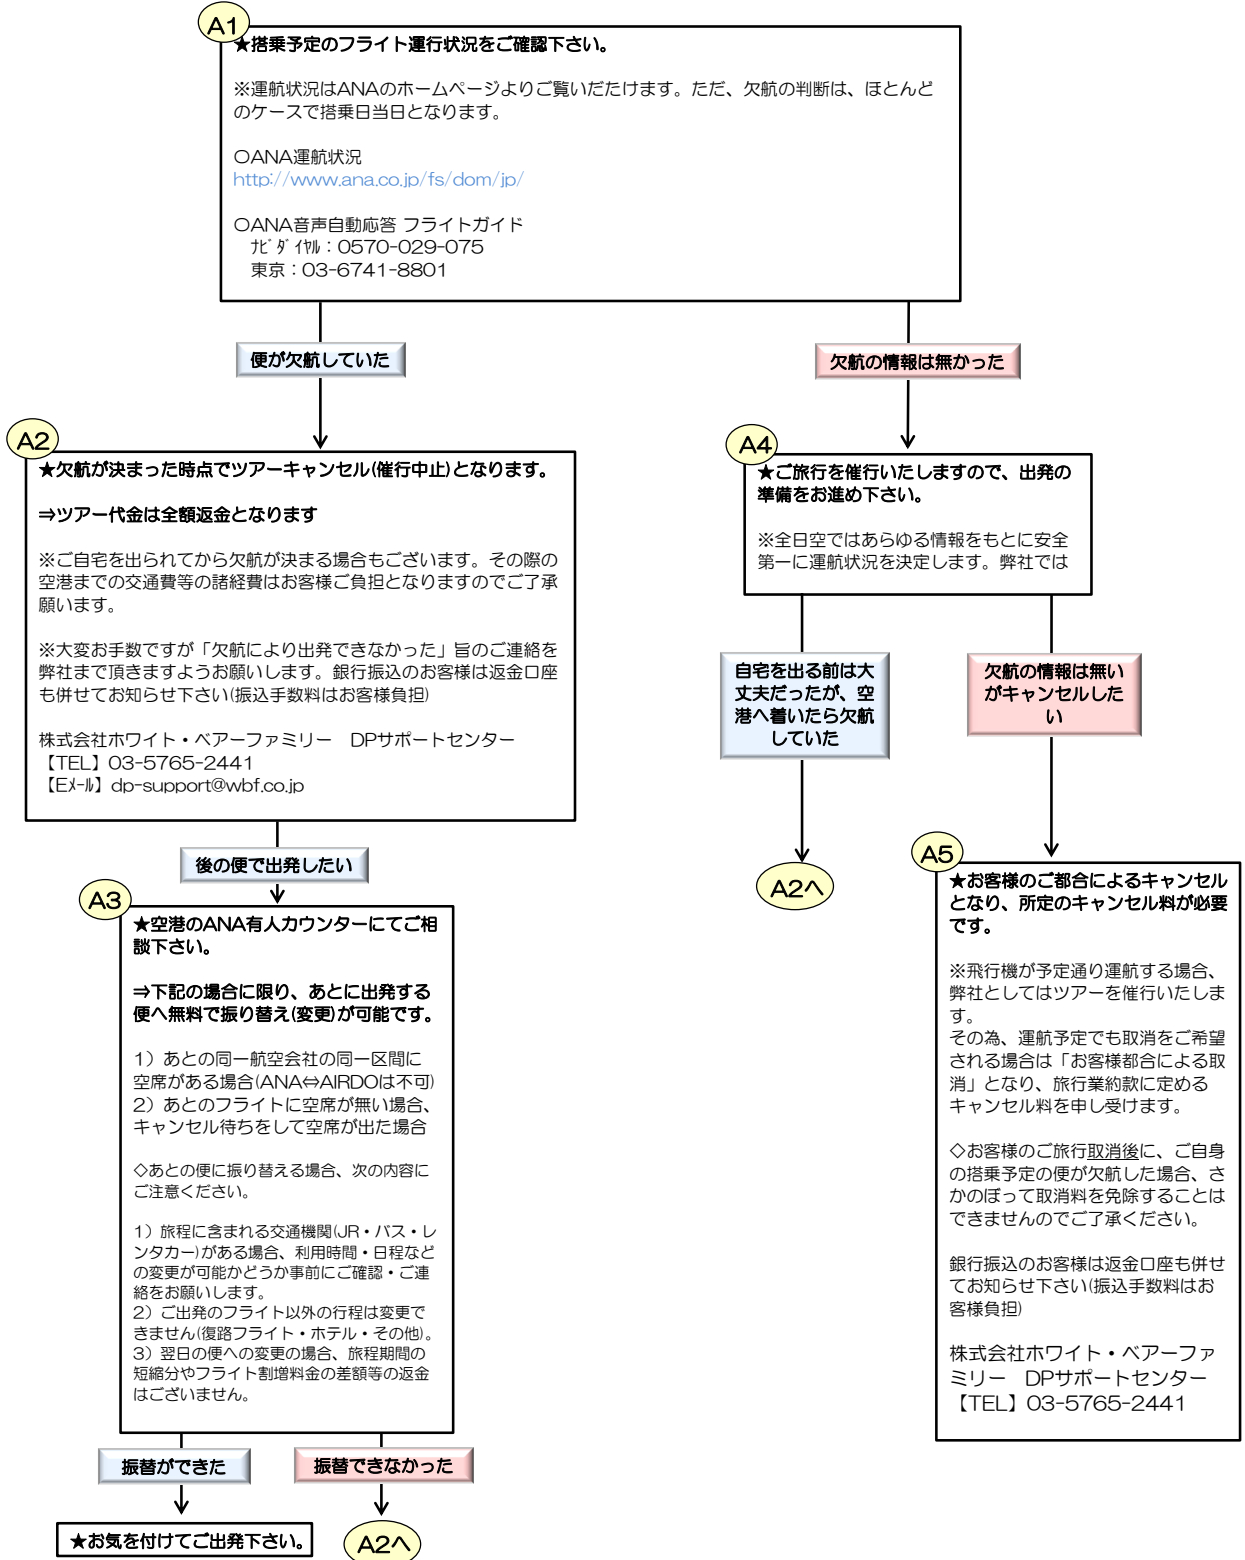 A1
★搭乗予定のフライト運行状況をご確認下さい。
※運航状況はANAのホームページよりご覧いだたけます。ただ、欠航の判断は、ほとんど
のケースで搭乗日当日となります。
〇ANA運航状況
http://www.ana.co.jp/fs/dom/jp/
〇ANA音声自動応答 フライトガイド
ﾅﾋﾞﾀﾞｲﾔﾙ：0570-029-075
東京：03-6741-8801
便が欠航していた
欠航の情報は無かった
A2
★欠航が決まった時点でツアーキャンセル(催行中止)となります。
⇒ツアー代金は全額返金となります
※ご自宅を出られてから欠航が決まる場合もございます。その際の
空港までの交通費等の諸経費はお客様ご負担となりますのでご了承
願います。
※大変お手数ですが「欠航により出発できなかった」旨のご連絡を
弊社まで頂きますようお願いします。銀行振込のお客様は返金口座
も併せてお知らせ下さい(振込手数料はお客様負担)
株式会社ホワイト・ベアーファミリー　DPサポートセンター
【TEL】03-5765-2441
【Eﾒｰﾙ】dp-support@wbf.co.jp
A4
★ご旅行を催行いたしますので、出発の
準備をお進め下さい。
※全日空ではあらゆる情報をもとに安全
第一に運航状況を決定します。弊社では
自宅を出る前は大
丈夫だったが、空
港へ着いたら欠航
していた
欠航の情報は無い
がキャンセルした
い
後の便で出発したい
A3
★空港のANA有人カウンターにてご相
談下さい。
⇒下記の場合に限り、あとに出発する
便へ無料で振り替え(変更)が可能です。
1）あとの同一航空会社の同一区間に
空席がある場合(ANA⇔AIRDOは不可)
2）あとのフライトに空席が無い場合、
キャンセル待ちをして空席が出た場合
◇あとの便に振り替える場合、次の内容に
ご注意ください。
1）旅程に含まれる交通機関(JR・バス・レ
ンタカー)がある場合、利用時間・日程など
の変更が可能かどうか事前にご確認・ご連
絡をお願いします。
2）ご出発のフライト以外の行程は変更で
きません(復路フライト・ホテル・その他)。
3）翌日の便への変更の場合、旅程期間の
短縮分やフライト割増料金の差額等の返金
はございません。
A2へ
A5
★お客様のご都合によるキャンセル
となり、所定のキャンセル料が必要
です。
※飛行機が予定通り運航する場合、
弊社としてはツアーを催行いたしま
す。
その為、運航予定でも取消をご希望
される場合は「お客様都合による取
消」となり、旅行業約款に定める
キャンセル料を申し受けます。
◇お客様のご旅行取消後に、ご自身
の搭乗予定の便が欠航した場合、さ
かのぼって取消料を免除することは
できませんのでご了承ください。
銀行振込のお客様は返金口座も併せ
てお知らせ下さい(振込手数料はお
客様負担)
株式会社ホワイト・ベアーファ
ミリー　DPサポートセンター
【TEL】03-5765-2441
振替ができた
振替できなかった
★お気を付けてご出発下さい。
A2へ